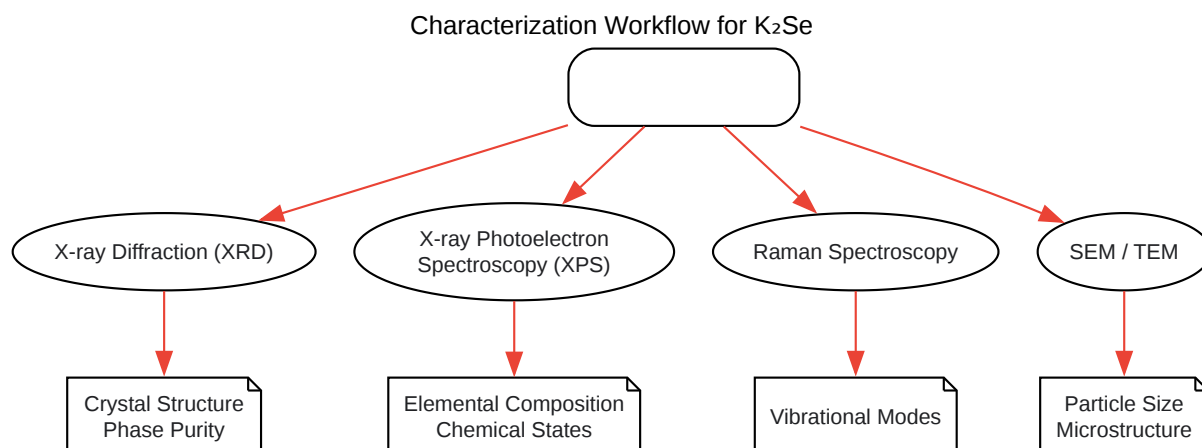 Characterization Workflow for K₂Se
X-ray Diffraction (XRD)
X-ray Photoelectron
Spectroscopy (XPS)
Raman Spectroscopy
SEM / TEM
Crystal Structure
Phase Purity
Elemental Composition
Chemical States
Vibrational Modes
Particle Size
Microstructure